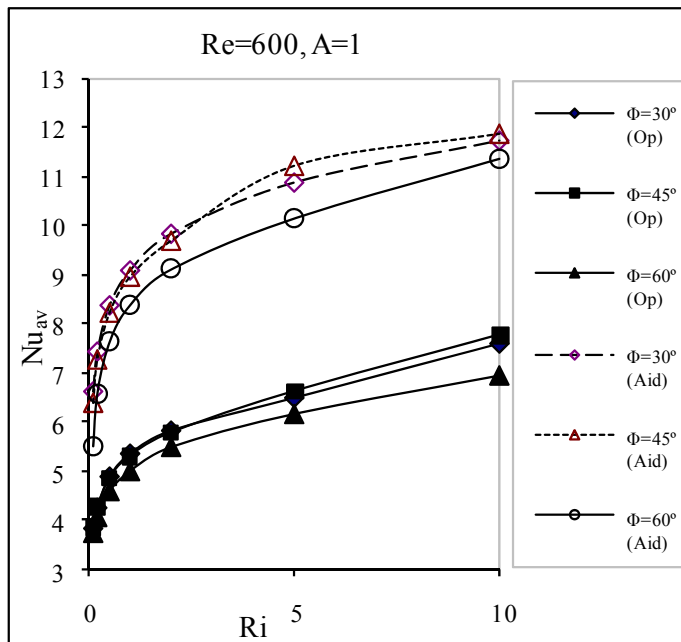 Re=600, A=1
13
12
11
10
9
8
7
6
5
4
3
Nu_av
0
5
10
Ri
Φ=30º
(Op)
Φ=45º
(Op)
Φ=60º
(Op)
Φ=30º
(Aid)
Φ=45º
(Aid)
Φ=60º
(Aid)